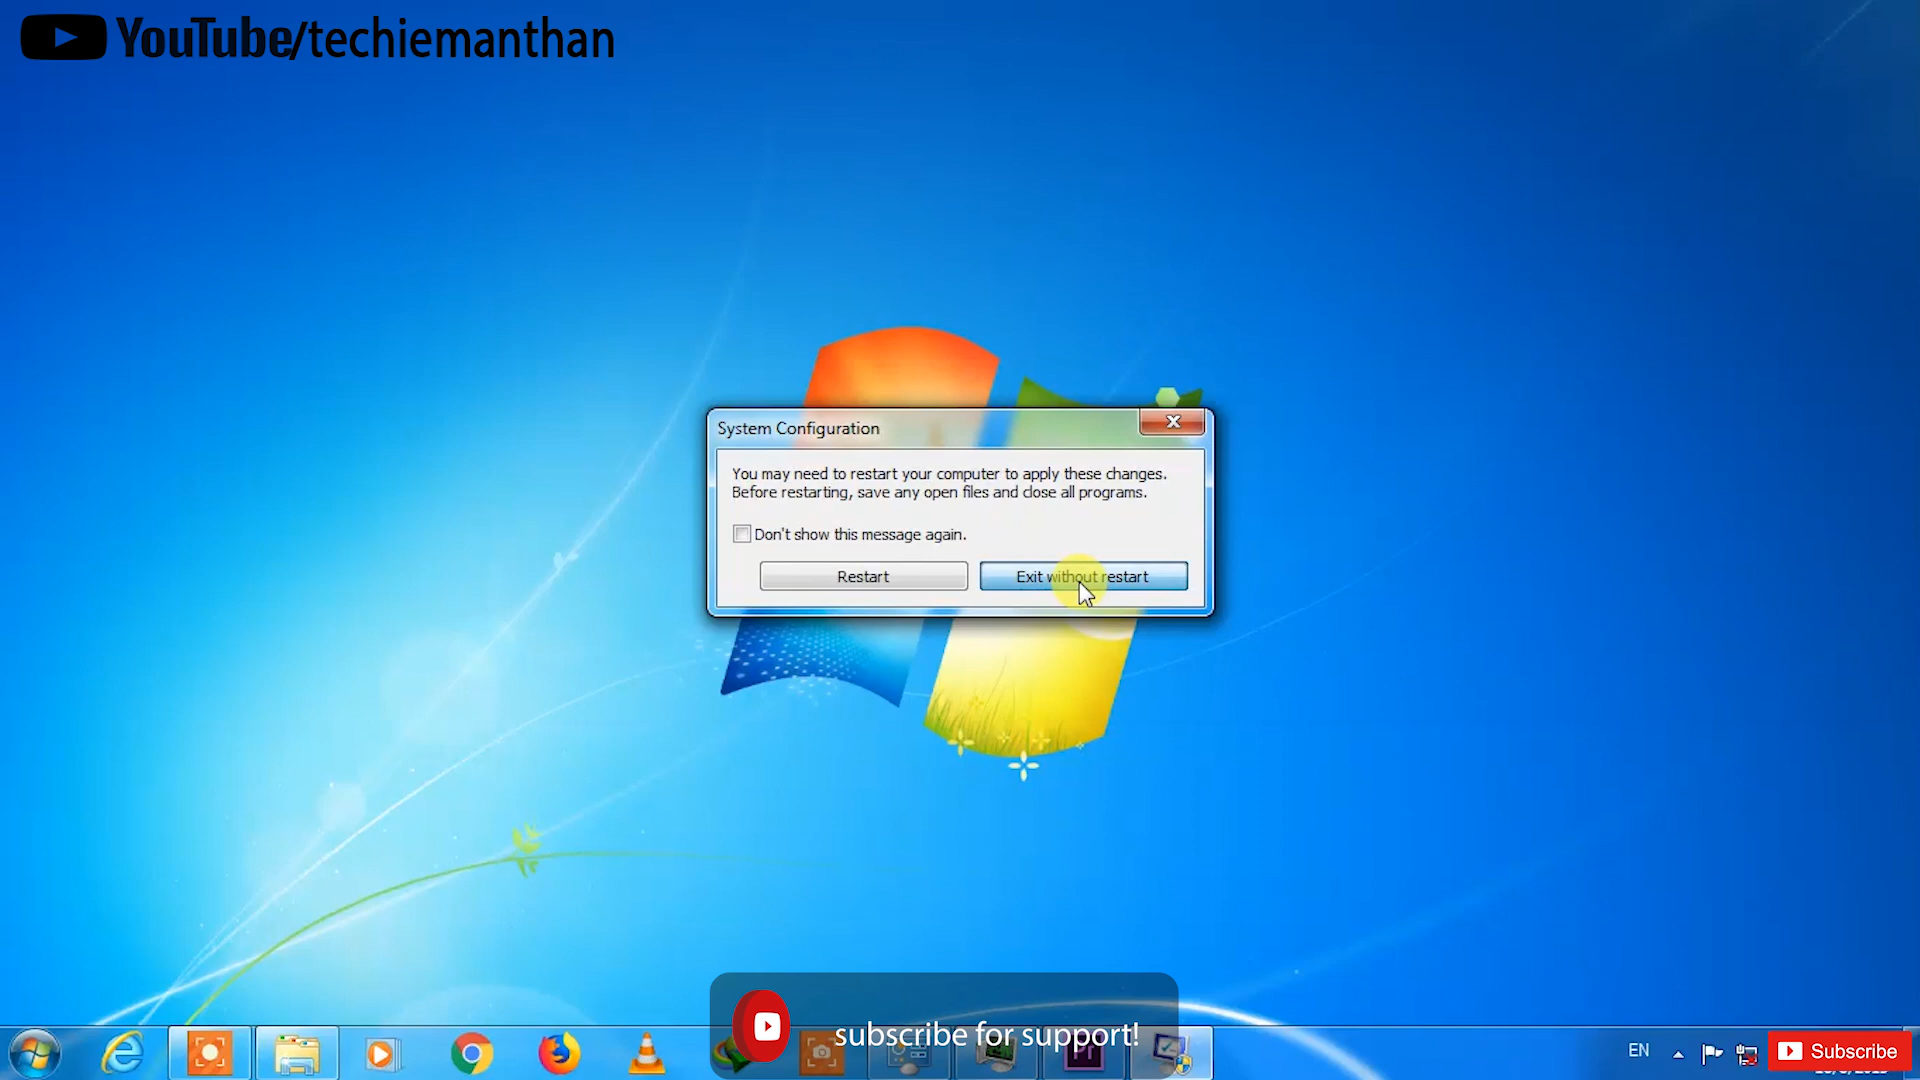 YouTube/techiemanthan
System Configuration
You may need to restart your computer to apply these changes.
Before restarting, save any open files and close all programs.
Don't show this message again.
Restart
Exit without restart
subscribe for support!
Pr
EN
Subscribe